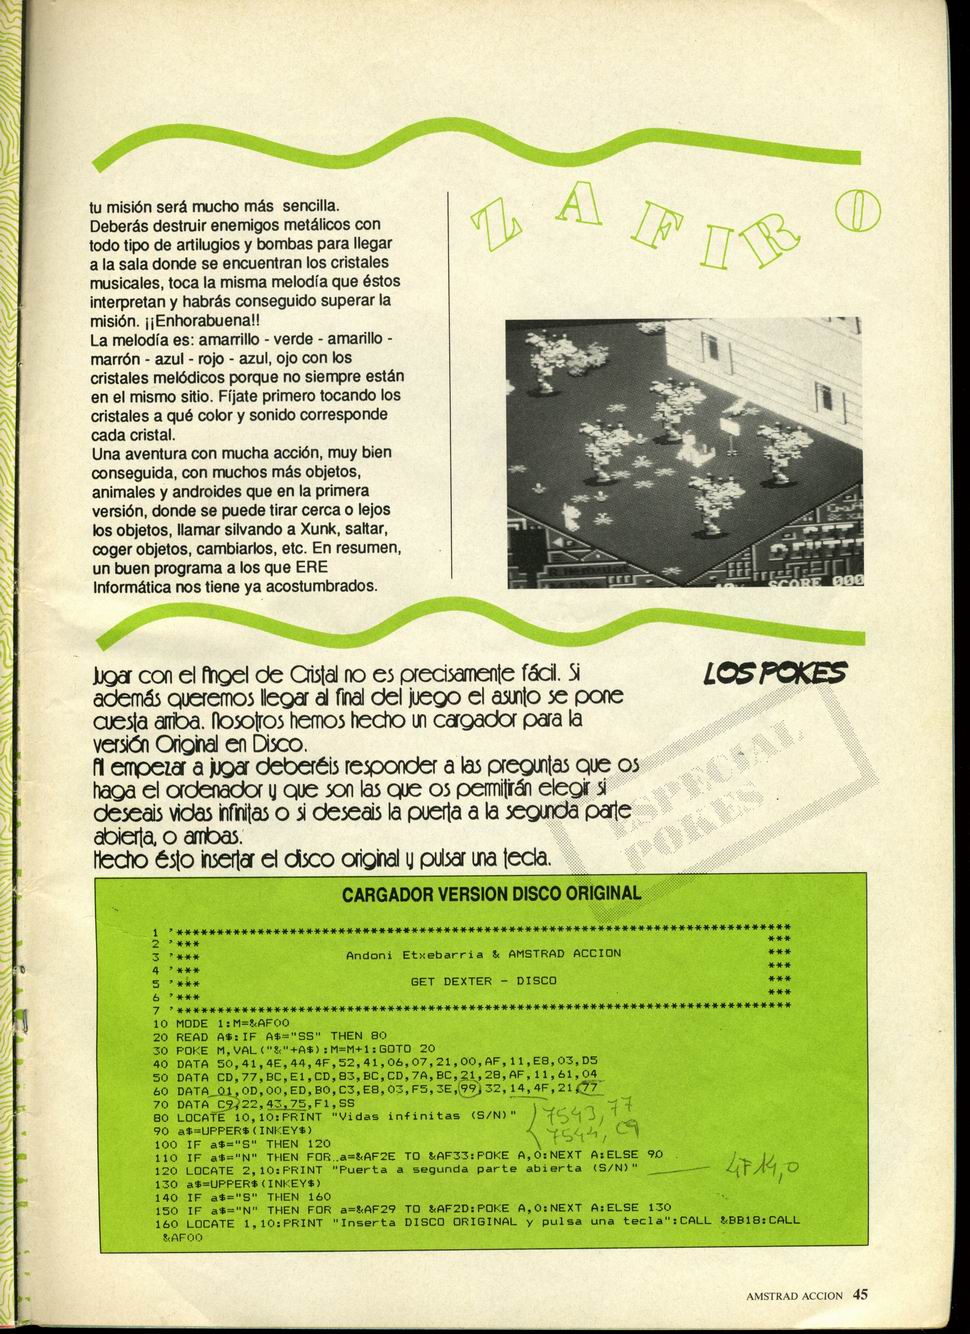 tu misión será mucho más sencilla.
Deberás destruir enemigos metálicos con
todo tipo de artilugios y bombas para llegar
a la sala donde se encuentran los cristales
musicales, toca la misma melodía que éstos
interpretan y habrás conseguido superar la
misión. ¡¡Enhorabuena!!
La melodía es: amarrillo - verde - amarillo -
marrón - azul - rojo - azul, ojo con los
cristales melódicos porque no siempre están
en el mismo sitio. Fíjate primero tocando los
cristales a qué color y sonido corresponde
cada cristal.
Una aventura con mucha acción, muy bien
conseguida, con muchos más objetos,
animales y androides que en la primera
versión, donde se puede tirar cerca o lejos
los objetos, llamar silvando a Xunk, saltar,
coger objetos, cambiarlos, etc. En resumen,
un buen programa a los que ERE
Informática nos tiene ya acostumbrados.
ZAFIRO
SCORE 000
Jugar con el Angel de Cristal no es precisamente fácil. Si
además queremos llegar al final del juego el asunto se pone
cuesta arriba. Nosotros hemos hecho un cargador para la
versión Original en Disco.
Al empezar a jugar deberéis responder a las preguntas que os
haga el ordenador y que son las que os permitirán elegir si
deseais vidas infinitas o si deseais la puerta a la segunda parte
abierta, o ambas.
Hecho ésto insertar el disco original y pulsar una tecla.
LOS POKES
ESPECIAL
POKES
CARGADOR VERSION DISCO ORIGINAL
1 '****************************************************************************
2 '*** ***
3 '*** Andoni Etxebarria & AMSTRAD ACCION ***
4 '*** ***
5 '*** GET DEXTER - DISCO ***
6 '*** ***
7 '****************************************************************************
10 MODE 1:M=&AF00
20 READ A$:IF A$="SS" THEN 80
30 POKE M,VAL("&"+A$):M=M+1:GOTO 20
40 DATA 50,41,4E,44,4F,52,41,06,07,21,00,AF,11,E8,03,D5
50 DATA CD,77,BC,E1,CD,83,BC,CD,7A,BC,21,28,AF,11,61,04
60 DATA 01,0D,00,ED,B0,C3,E8,03,F5,3E,99,32,14,4F,21,77
70 DATA C9,22,43,75,F1,SS
80 LOCATE 10,10:PRINT "Vidas infinitas (S/N)"
7543,77
7544, C9
90 a$=UPPER$(INKEY$)
100 IF a$="S" THEN 120
110 IF a$="N" THEN FOR a=&AF2E TO &AF33:POKE A,0:NEXT A:ELSE 90
120 LOCATE 2,10:PRINT "Puerta a segunda parte abierta (S/N)"
4F14,0
130 a$=UPPER$(INKEY$)
140 IF a$="S" THEN 160
150 IF a$="N" THEN FOR a=&AF29 TO &AF2D:POKE A,0:NEXT A:ELSE 130
160 LOCATE 1,10:PRINT "Inserta DISCO ORIGINAL y pulsa una tecla":CALL &BB18:CALL
&AF00
AMSTRAD ACCION 45